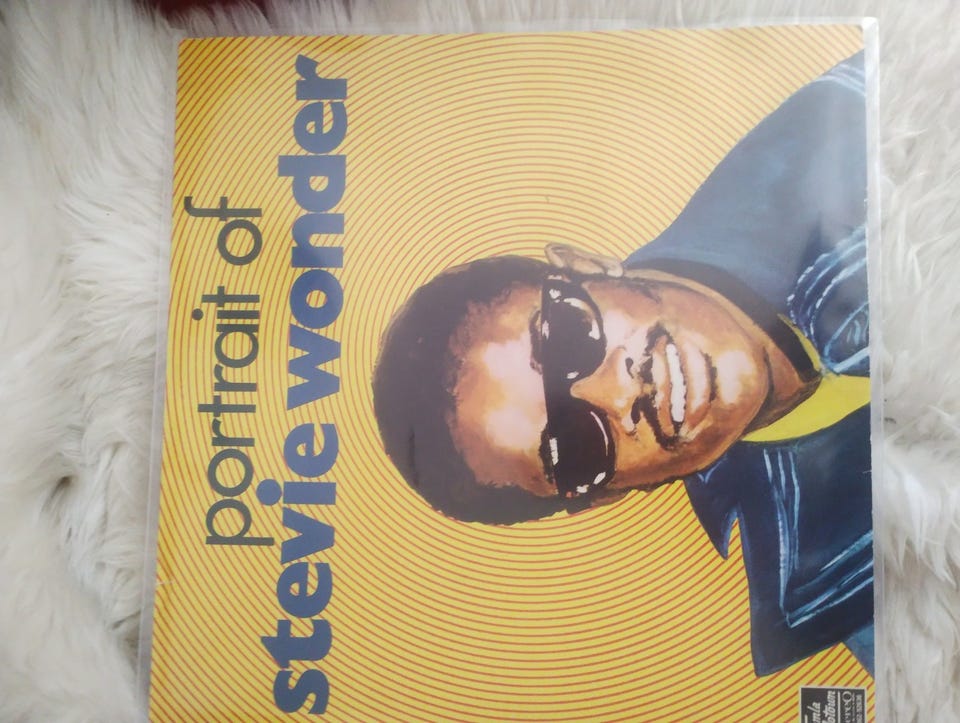 portrait of
stevie wonder